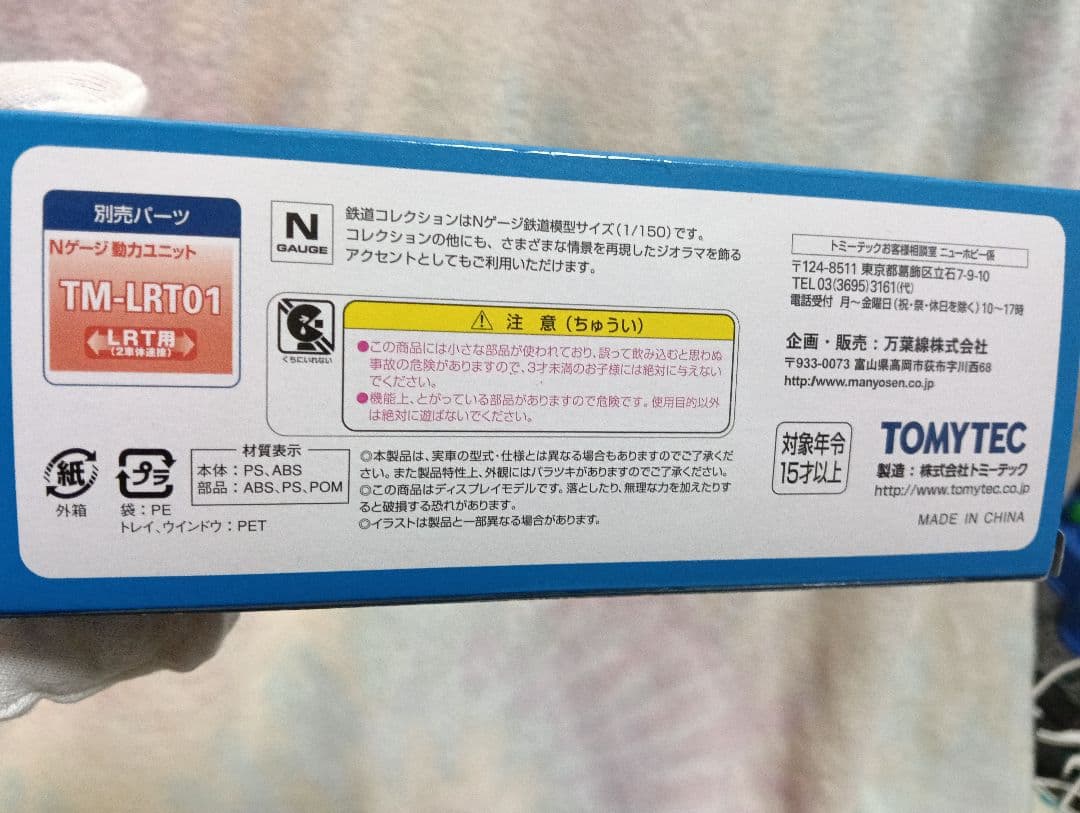 別売パーツ
Nゲージ 動力ユニット
TM-LRT01
LRT用
(2車体連接)
N
GAUGE
鉄道コレクションはNゲージ鉄道模型サイズ(1/150)です。
コレクションの他にも、さまざまな情景を再現したジオラマを飾る
アクセントとしてもご利用いただけます。
くちにいれない
注 意(ちゅうい)
●この商品には小さな部品が使われており、誤って飲み込むと思わぬ
事故の危険がありますので、3才未満のお子様には絶対に与えない
でください。
●機能上、とがっている部品がありますので危険です。使用目的以外
は絶対に遊ばないでください。
紙
外箱
プラ
袋:PE
トレイ、ウインドウ:PET
材質表示
本体:PS、ABS
部品:ABS、PS、POM
◎本製品は、実車の型式・仕様とは異なる場合もありますのでご了承くだ
さい。また製品特性上、外観にはバラツキがありますのでご了承ください。
◎この商品はディスプレイモデルです。落としたり、無理な力を加えたりす
ると破損する恐れがあります。
◎イラストは製品と一部異なる場合があります。
対象年令
15才以上
トミーテックお客様相談室 ニューホビー係
〒124-8511 東京都葛飾区立石7-9-10
TEL 03(3695)3161(代)
電話受付 月〜金曜日(祝・祭・休日を除く)10〜17時
企画・販売:万葉線株式会社
〒933-0073 富山県高岡市荻布字川西68
http://www.manyosen.co.jp
TOMYTEC
製造:株式会社トミーテック
http://www.tomytec.co.jp
MADE IN CHINA